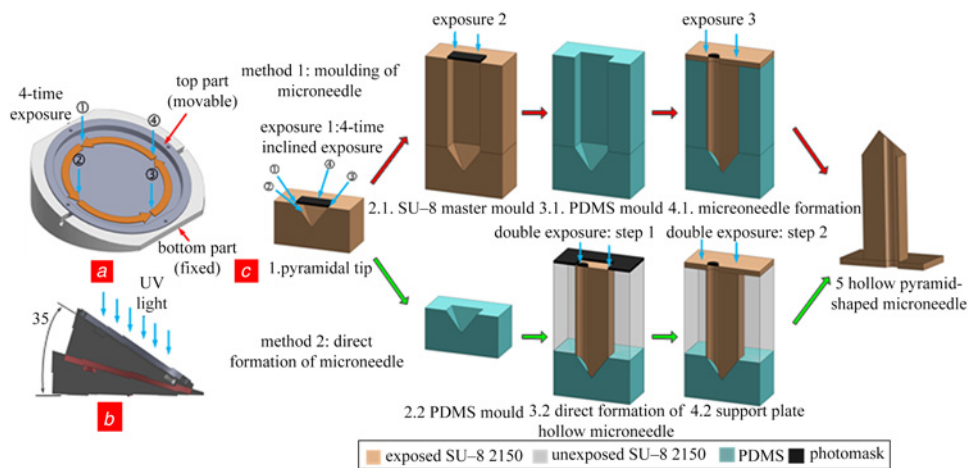 4-time
exposure
①
②
③
④
top part
(movable)
bottom part
(fixed)
a
35
UV
light
b
c
method 1: moulding of
microneedle
exposure 1:4-time
inclined exposure
①
②
④
③
1.pyramidal tip
method 2: direct
formation of microneedle
exposure 2
2.1. SU–8 master mould
3.1. PDMS mould
exposure 3
4.1. micreoneedle formation
double exposure: step 1
double exposure: step 2
2.2 PDMS mould
3.2 direct formation of
hollow microneedle
4.2 support plate
5 hollow pyramid-
shaped microneedle
exposed SU–8 2150
unexposed SU–8 2150
PDMS
photomask